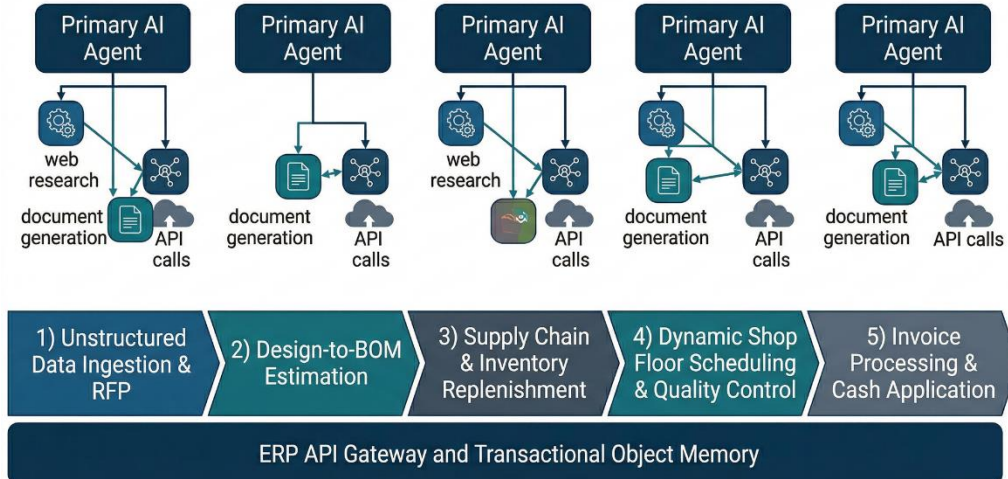 Primary AI
Agent
web
research
document
generation
API
calls
Primary AI
Agent
document
generation
API
calls
Primary AI
Agent
web
research
API
calls
Primary AI
Agent
document
generation
API
calls
Primary AI
Agent
document
generation
API calls
1) Unstructured
Data Ingestion &
RFP
2) Design-to-BOM
Estimation
3) Supply Chain
& Inventory
Replenishment
4) Dynamic Shop
Floor Scheduling
& Quality Control
5) Invoice
Processing &
Cash Application
ERP API Gateway and Transactional Object Memory